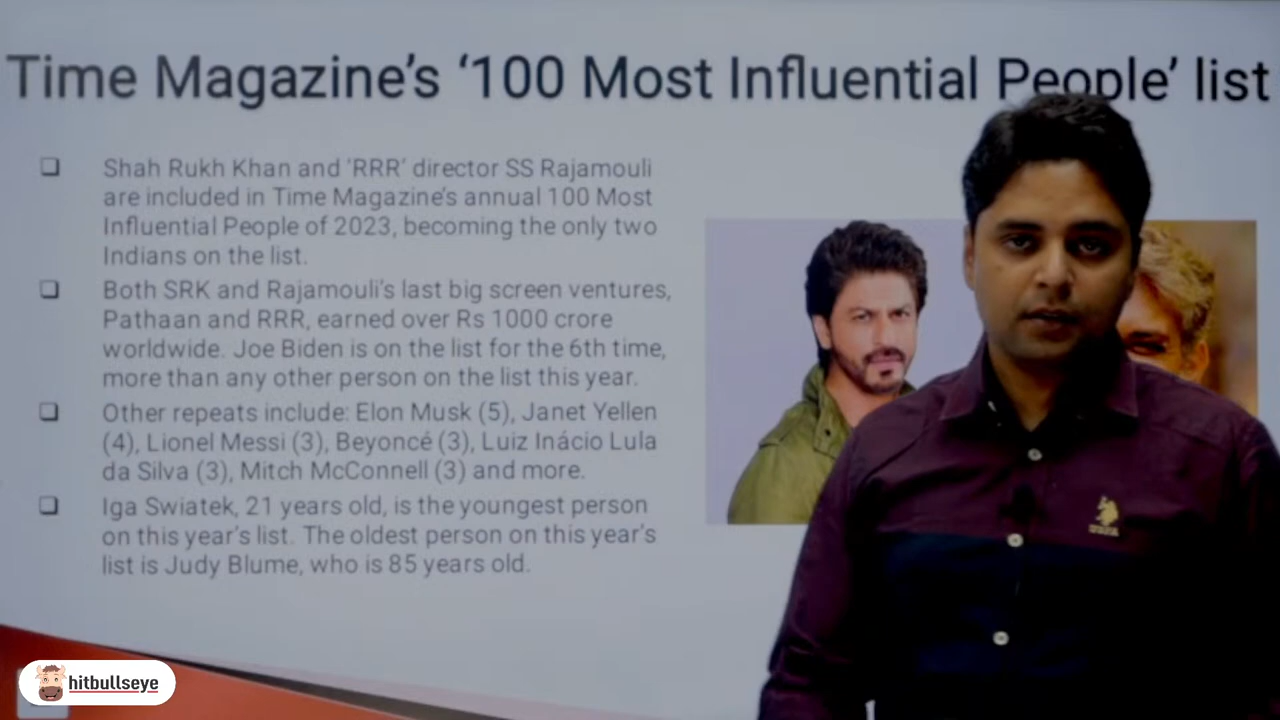 Time Magazine's '100 Most Influential People' list
Shah Rukh Khan and 'RRR' director SS Rajamouli
are included in Time Magazine's annual 100 Most
Influential People of 2023, becoming the only two
Indians on the list.
Both SRK and Rajamouli's last big screen ventures,
Pathaan and RRR, earned over Rs 1000 crore
worldwide. Joe Biden is on the list for the 6th time,
more than any other person on the list this year.
Other repeats include: Elon Musk (5), Janet Yellen
(4), Lionel Messi (3), Beyoncé (3), Luiz Inácio Lula
da Silva (3), Mitch McConnell (3) and more.
Iga Swiatek, 21 years old, is the youngest person
on this year's list. The oldest person on this year's
list is Judy Blume, who is 85 years old.
hitbullseye